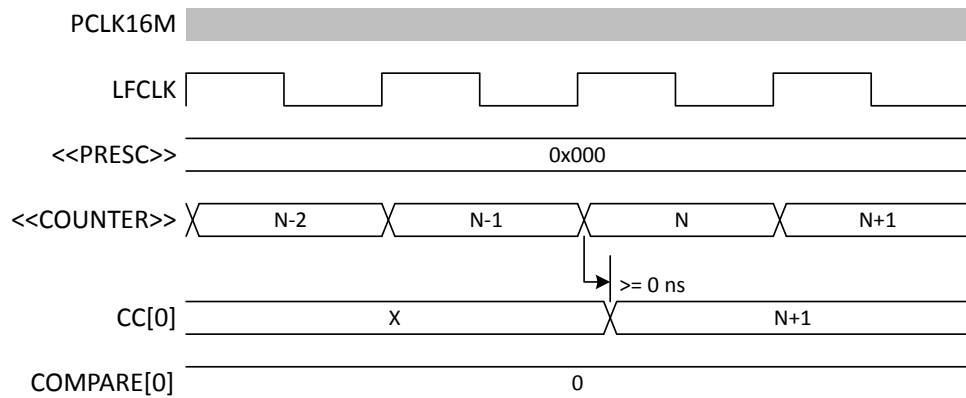 PCLK16M
LFCLK
<<PRESC>> 0x000
<<COUNTER>> N-2 N-1 N N+1
>= 0 ns
CC[0] X N+1
COMPARE[0] 0